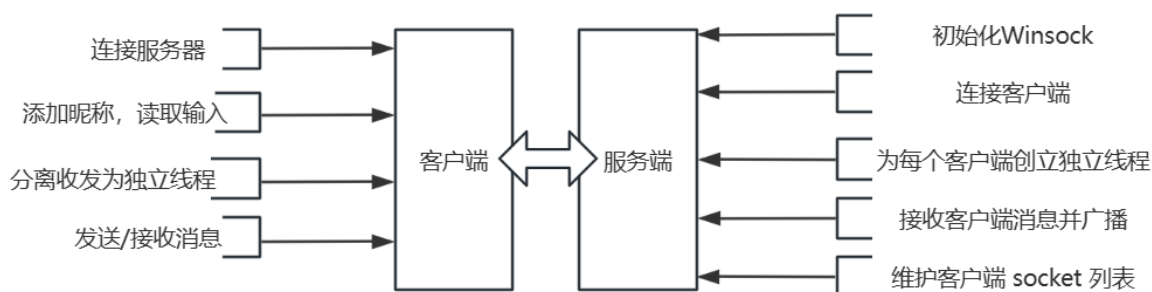 连接服务器
添加昵称，读取输入
分离收发为独立线程
发送/接收消息
客户端
服务端
初始化Winsock
连接客户端
为每个客户端创立独立线程
接收客户端消息并广播
维护客户端 socket 列表